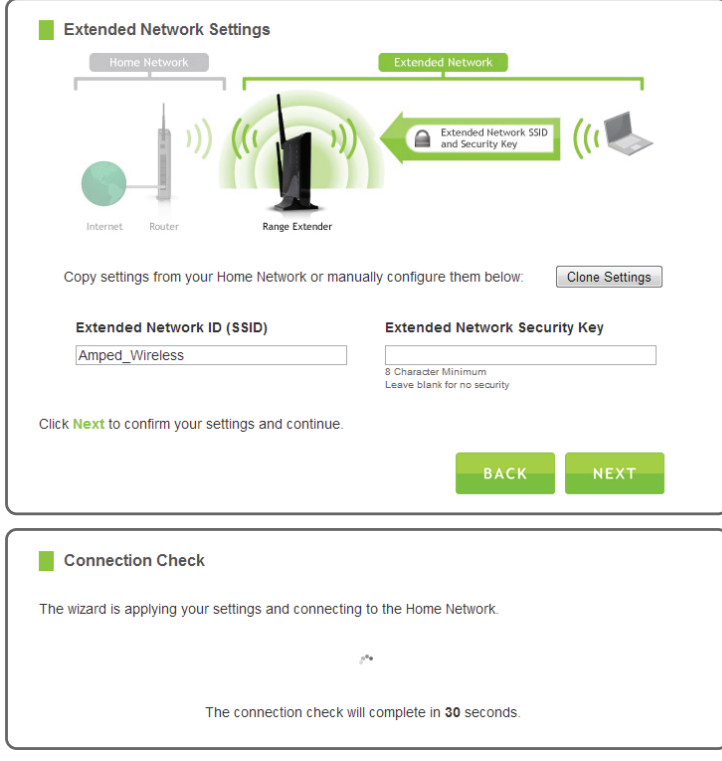 Extended Network Settings
Home Network
Extended Network
Extended Network SSID
and Security Key
Internet
Router
Range Extender
Copy settings from your Home Network or manually configure them below:
Clone Settings
Extended Network ID (SSID)
Extended Network Security Key
Amped_Wireless
8 Character Minimum
Leave blank for no security
Click Next to confirm your settings and continue.
BACK
NEXT
Connection Check
The wizard is applying your settings and connecting to the Home Network.
The connection check will complete in 30 seconds.